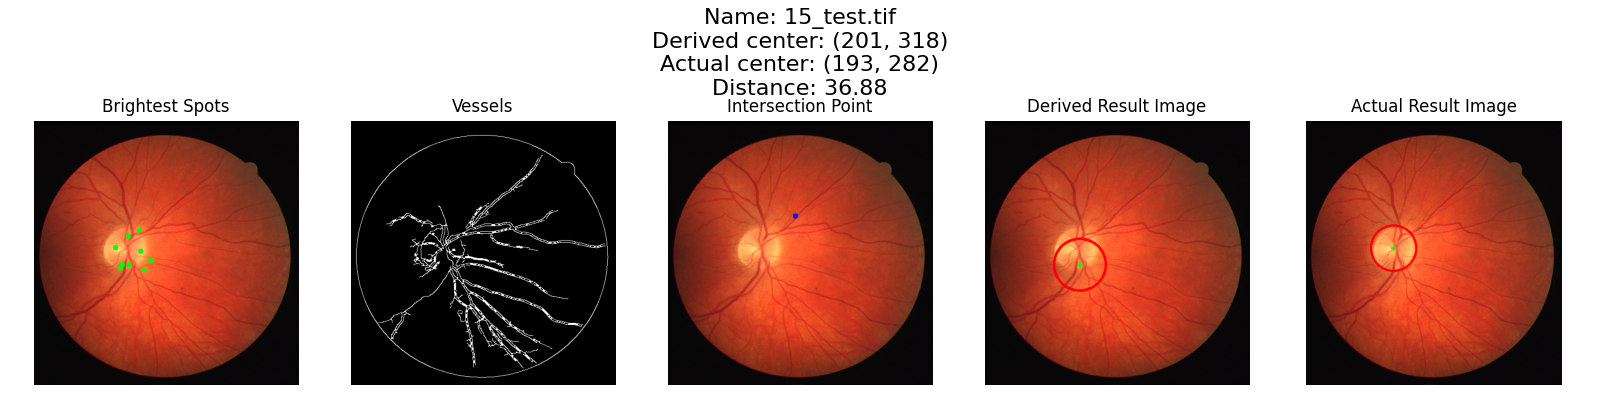 Name: 15_test.tif
Derived center: (201, 318)
Actual center: (193, 282)
Distance: 36.88
Brightest Spots
Vessels
Intersection Point
Derived Result Image
Actual Result Image